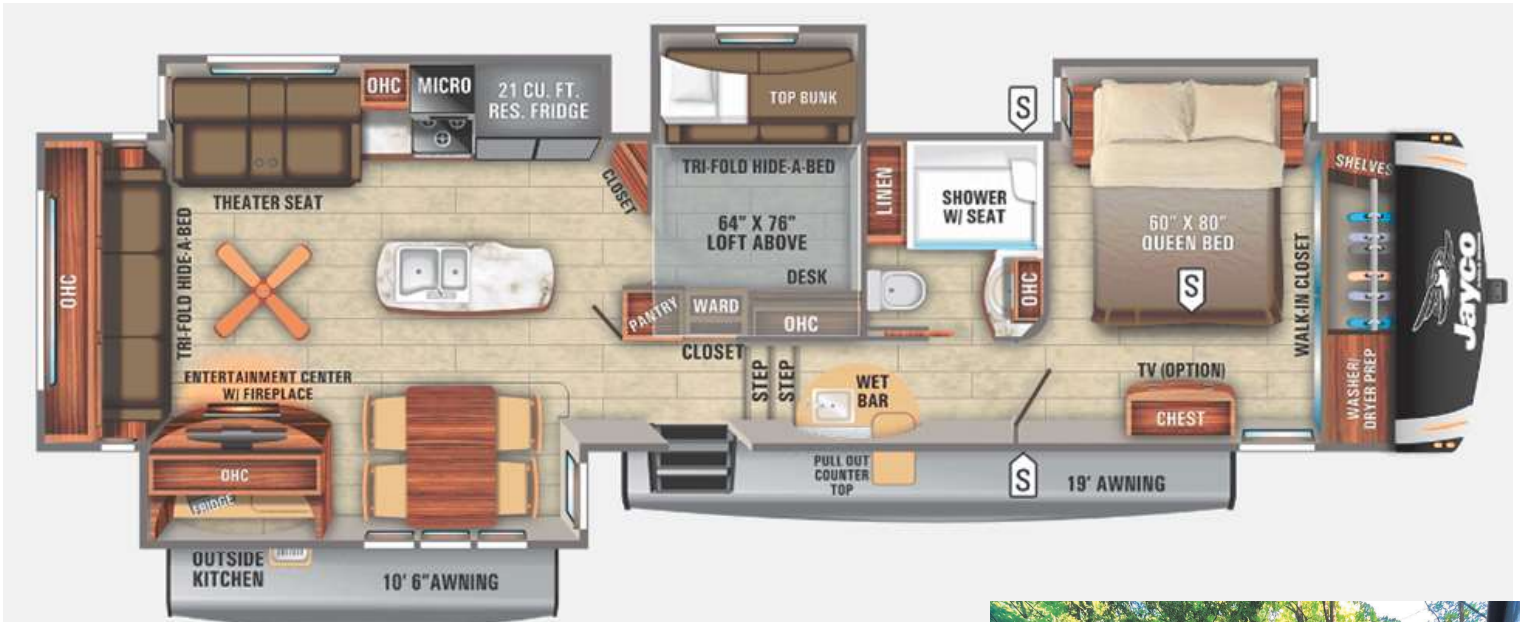 OHC
MICRO
21 CU. FT.
RES. FRIDGE
TOP BUNK
S
THEATER SEAT
OHC
TRI-FOLD HIDE-A-BED
CLOSET
TRI-FOLD HIDE-A-BED
64" X 76"
LOFT ABOVE
DESK
LINEN
SHOWER
W/ SEAT
60" X 80"
QUEEN BED
S
SHELVES
WALK-IN CLOSET
Jayco
PANTRY
WARD
OHC
OHC
CLOSET
STEP
STEP
WET
BAR
TV (OPTION)
CHEST
WASHER/
DRYER PREP
ENTERTAINMENT CENTER
W/ FIREPLACE
OHC
FRIDGE
PULL OUT
COUNTER
TOP
S
19' AWNING
OUTSIDE
KITCHEN
10' 6" AWNING